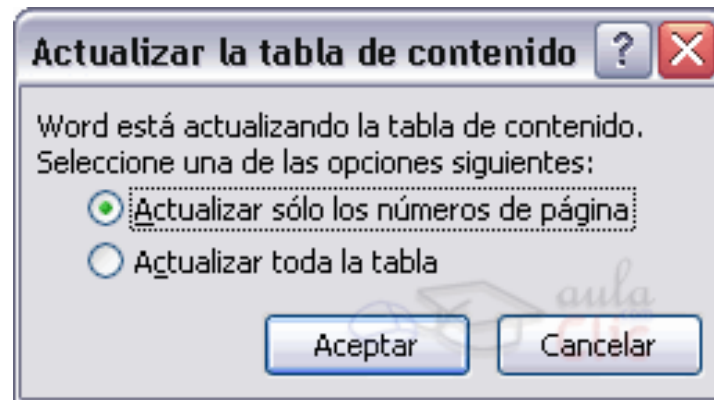 Actualizar la tabla de contenido
Word está actualizando la tabla de contenido.
Seleccione una de las opciones siguientes:
Actualizar sólo los números de página
Actualizar toda la tabla
aula
Clic
Aceptar
Cancelar